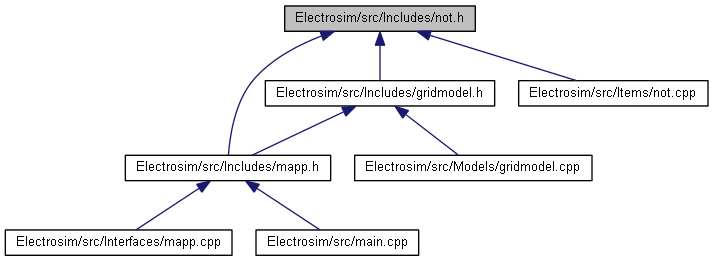 Electrosim/src/Includes/not.h
Electrosim/src/Includes/gridmodel.h
Electrosim/src/Items/not.cpp
Electrosim/src/Includes/mapp.h
Electrosim/src/Models/gridmodel.cpp
Electrosim/src/Interfaces/mapp.cpp
Electrosim/src/main.cpp